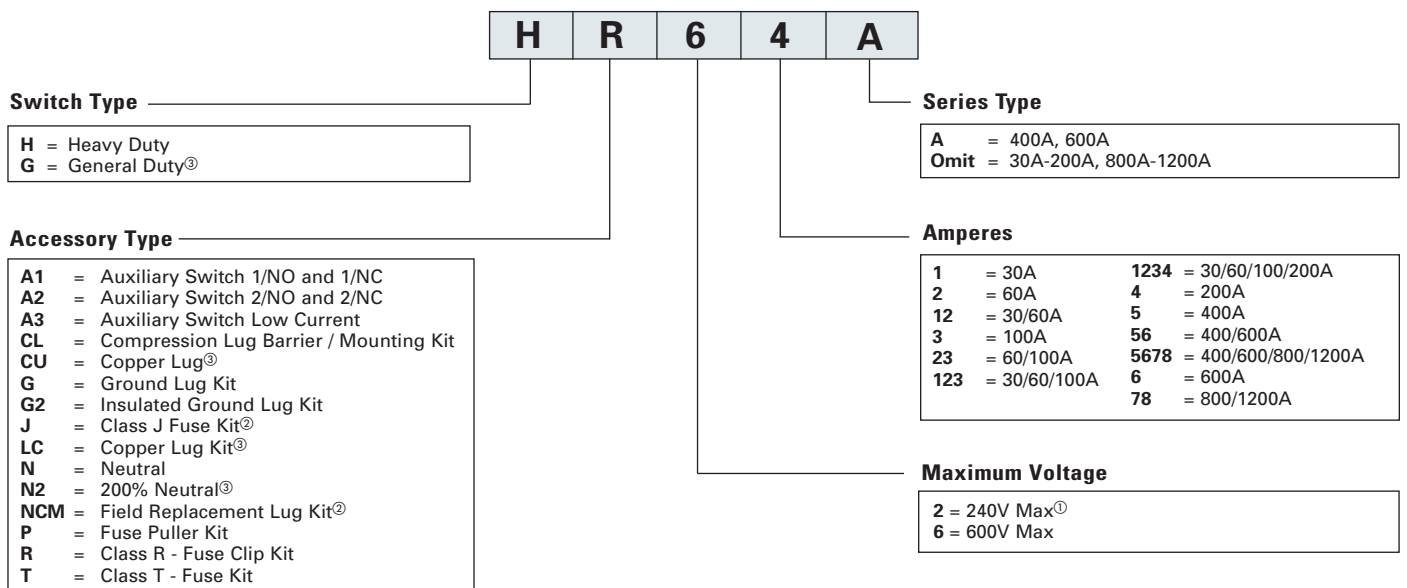 H R 6 4 A
Switch Type
H = Heavy Duty
G = General Duty③
Accessory Type
A1 = Auxiliary Switch 1/NO and 1/NC
A2 = Auxiliary Switch 2/NO and 2/NC
A3 = Auxiliary Switch Low Current
CL = Compression Lug Barrier / Mounting Kit
CU = Copper Lug③
G = Ground Lug Kit
G2 = Insulated Ground Lug Kit
J = Class J Fuse Kit②
LC = Copper Lug Kit③
N = Neutral
N2 = 200% Neutral③
NCM = Field Replacement Lug Kit②
P = Fuse Puller Kit
R = Class R - Fuse Clip Kit
T = Class T - Fuse Kit
Series Type
A = 400A, 600A
Omit = 30A-200A, 800A-1200A
Amperes
1 = 30A
2 = 60A
12 = 30/60A
3 = 100A
23 = 60/100A
123 = 30/60/100A
1234 = 30/60/100/200A
4 = 200A
5 = 400A
56 = 400/600A
5678 = 400/600/800/1200A
6 = 600A
78 = 800/1200A
Maximum Voltage
2 = 240V Max①
6 = 600V Max